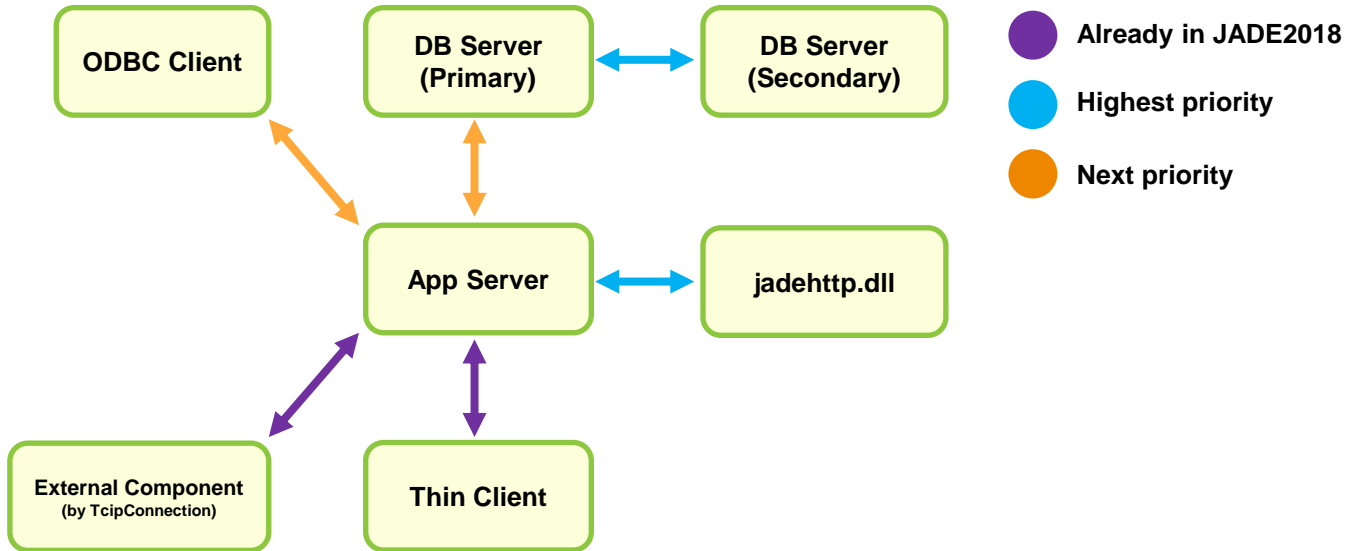 ODBC Client
DB Server
(Primary)
DB Server
(Secondary)
Already in JADE2018
Highest priority
Next priority
App Server
jadehttp.dll
External Component
(by TcipConnection)
Thin Client